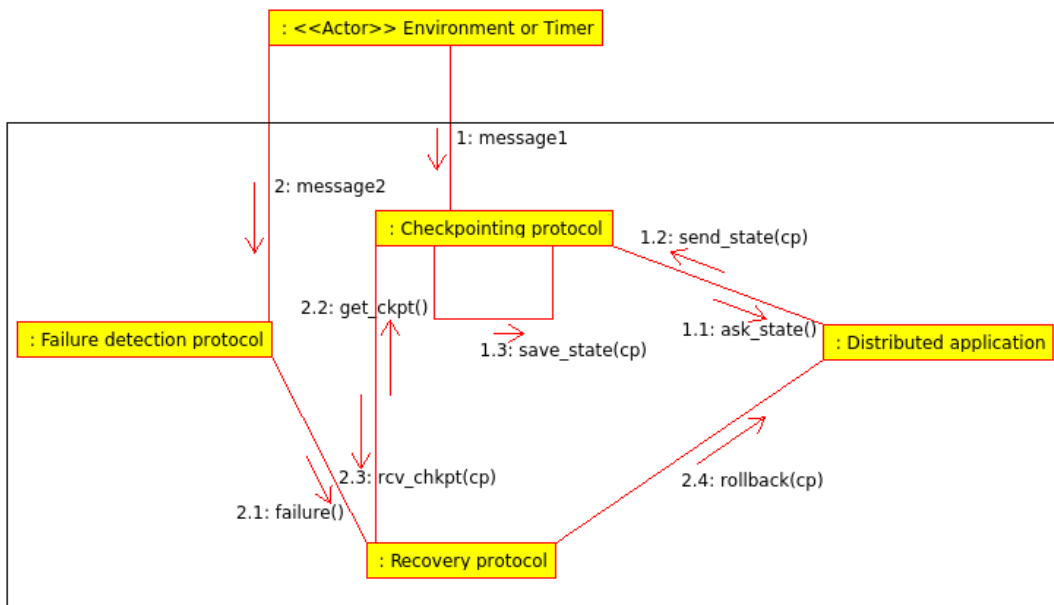 : <<Actor>> Environment or Timer
1: message1
2: message2
: Checkpointing protocol
1.2: send_state(cp)
2.2: get_ckpt()
1.1: ask_state()
: Failure detection protocol
1.3: save_state(cp)
: Distributed application
2.3: rcv_chkpt(cp)
2.4: rollback(cp)
2.1: failure()
: Recovery protocol